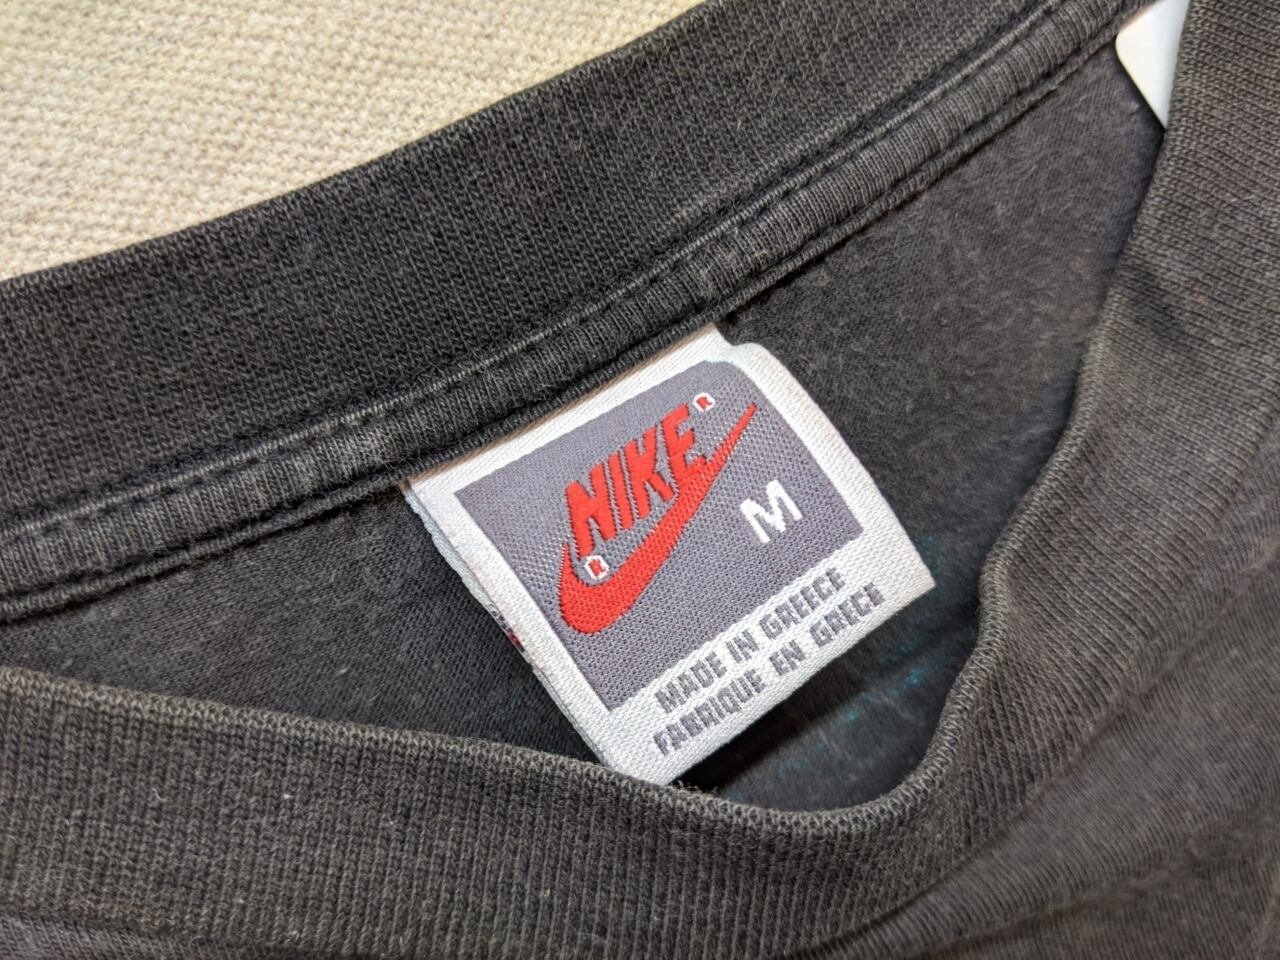 NIKE®
®
M
MADE IN GREECE
FABRIQUE EN GRECE